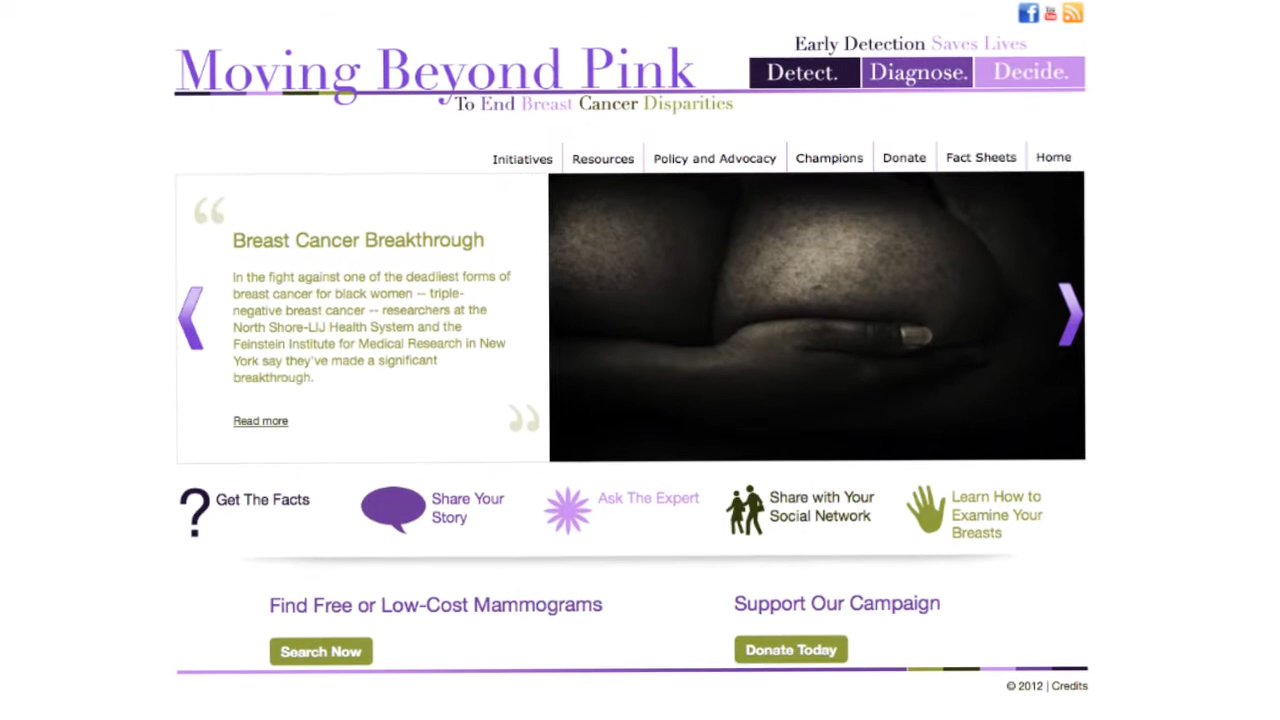 Early Detection Saves Lives
Moving Beyond Pink
Detect. Diagnose. Decide.
To End Breast Cancer Disparities
Initiatives Resources Policy and Advocacy Champions Donate Fact Sheets Home
Breast Cancer Breakthrough
In the fight against one of the deadliest forms of
breast cancer for black women -- triple-
negative breast cancer -- researchers at the
North Shore-LIJ Health System and the
Feinstein Institute for Medical Research in New
York say they've made a significant
breakthrough.
Read more
Get The Facts
Share Your
Story
Ask The Expert
Share with Your
Social Network
Learn How to
Examine Your
Breasts
Find Free or Low-Cost Mammograms
Search Now
Support Our Campaign
Donate Today
© 2012 | Credits